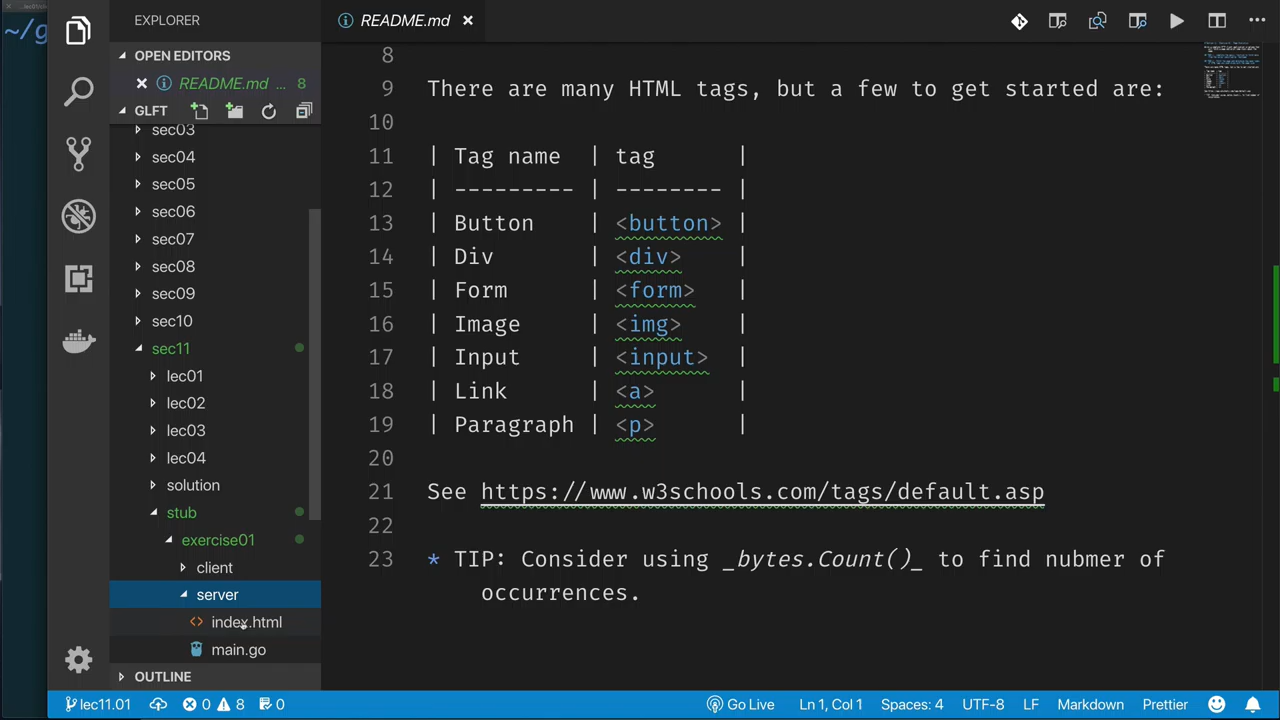 ~/g
EXPLORER
README.md
OPEN EDITORS
README.md ... 8
GLFT
sec03
sec04
sec05
sec06
sec07
sec08
sec09
sec10
sec11
lec01
lec02
lec03
lec04
solution
stub
exercise01
client
server
index.html
main.go
OUTLINE
8
9 There are many HTML tags, but a few to get started are:
10
11 | Tag name | tag |
12 | --------- | -------- |
13 | Button | <button> |
14 | Div | <div> |
15 | Form | <form> |
16 | Image | <img> |
17 | Input | <input> |
18 | Link | <a> |
19 | Paragraph | <p> |
20
21 See https://www.w3schools.com/tags/default.asp
22
23 * TIP: Consider using _bytes.Count()_ to find nubmer of
occurrences.
lec11.01 0 8 0 Go Live Ln 1, Col 1 Spaces: 4 UTF-8 LF Markdown Prettier